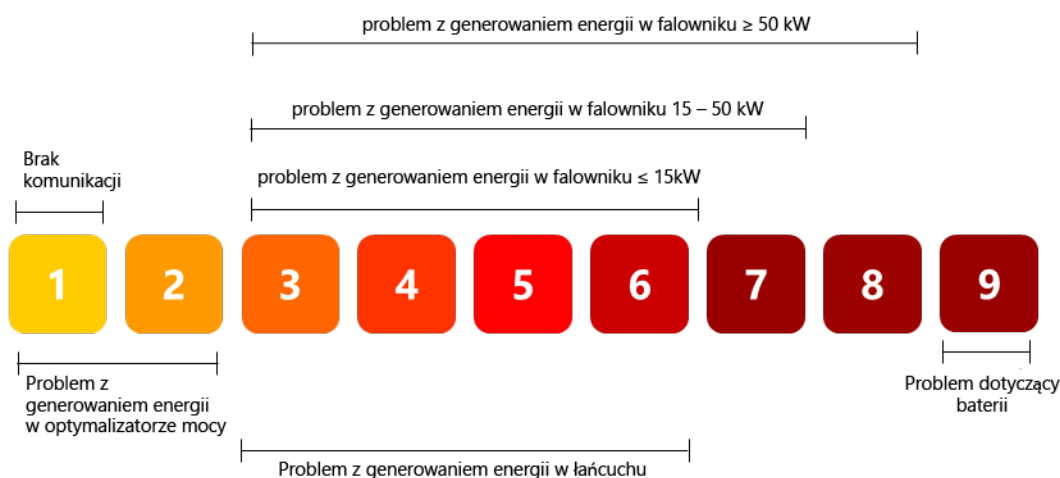 problem z generowaniem energii w falowniku ≥ 50 kW
problem z generowaniem energii w falowniku 15 – 50 kW
Brak
komunikacji
problem z generowaniem energii w falowniku ≤ 15kW
1 2 3 4 5 6 7 8 9
Problem z
generowaniem energii
w optymalizatorze mocy
Problem dotyczący
baterii
Problem z generowaniem energii w łańcuchu